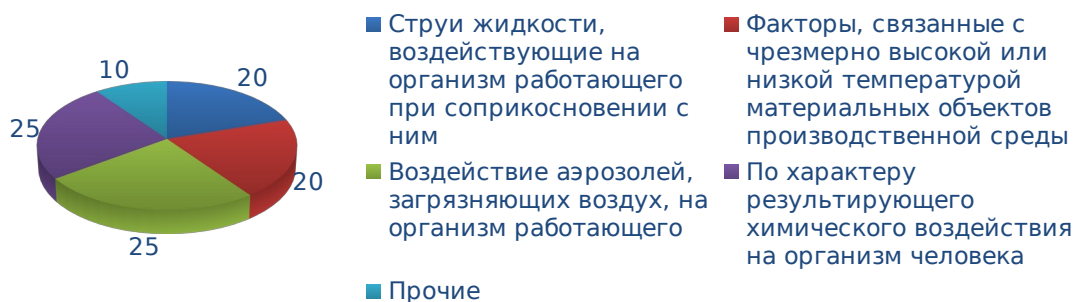 10
20
25
20
25
Струи жидкости,
воздействующие на
организм работающего
при соприкосновении с
ним
Факторы, связанные с
чрезмерно высокой или
низкой температурой
материальных объектов
производственной среды
Воздействие аэрозолей,
загрязняющих воздух, на
организм работающего
По характеру
результирующего
химического воздействия
на организм человека
Прочие